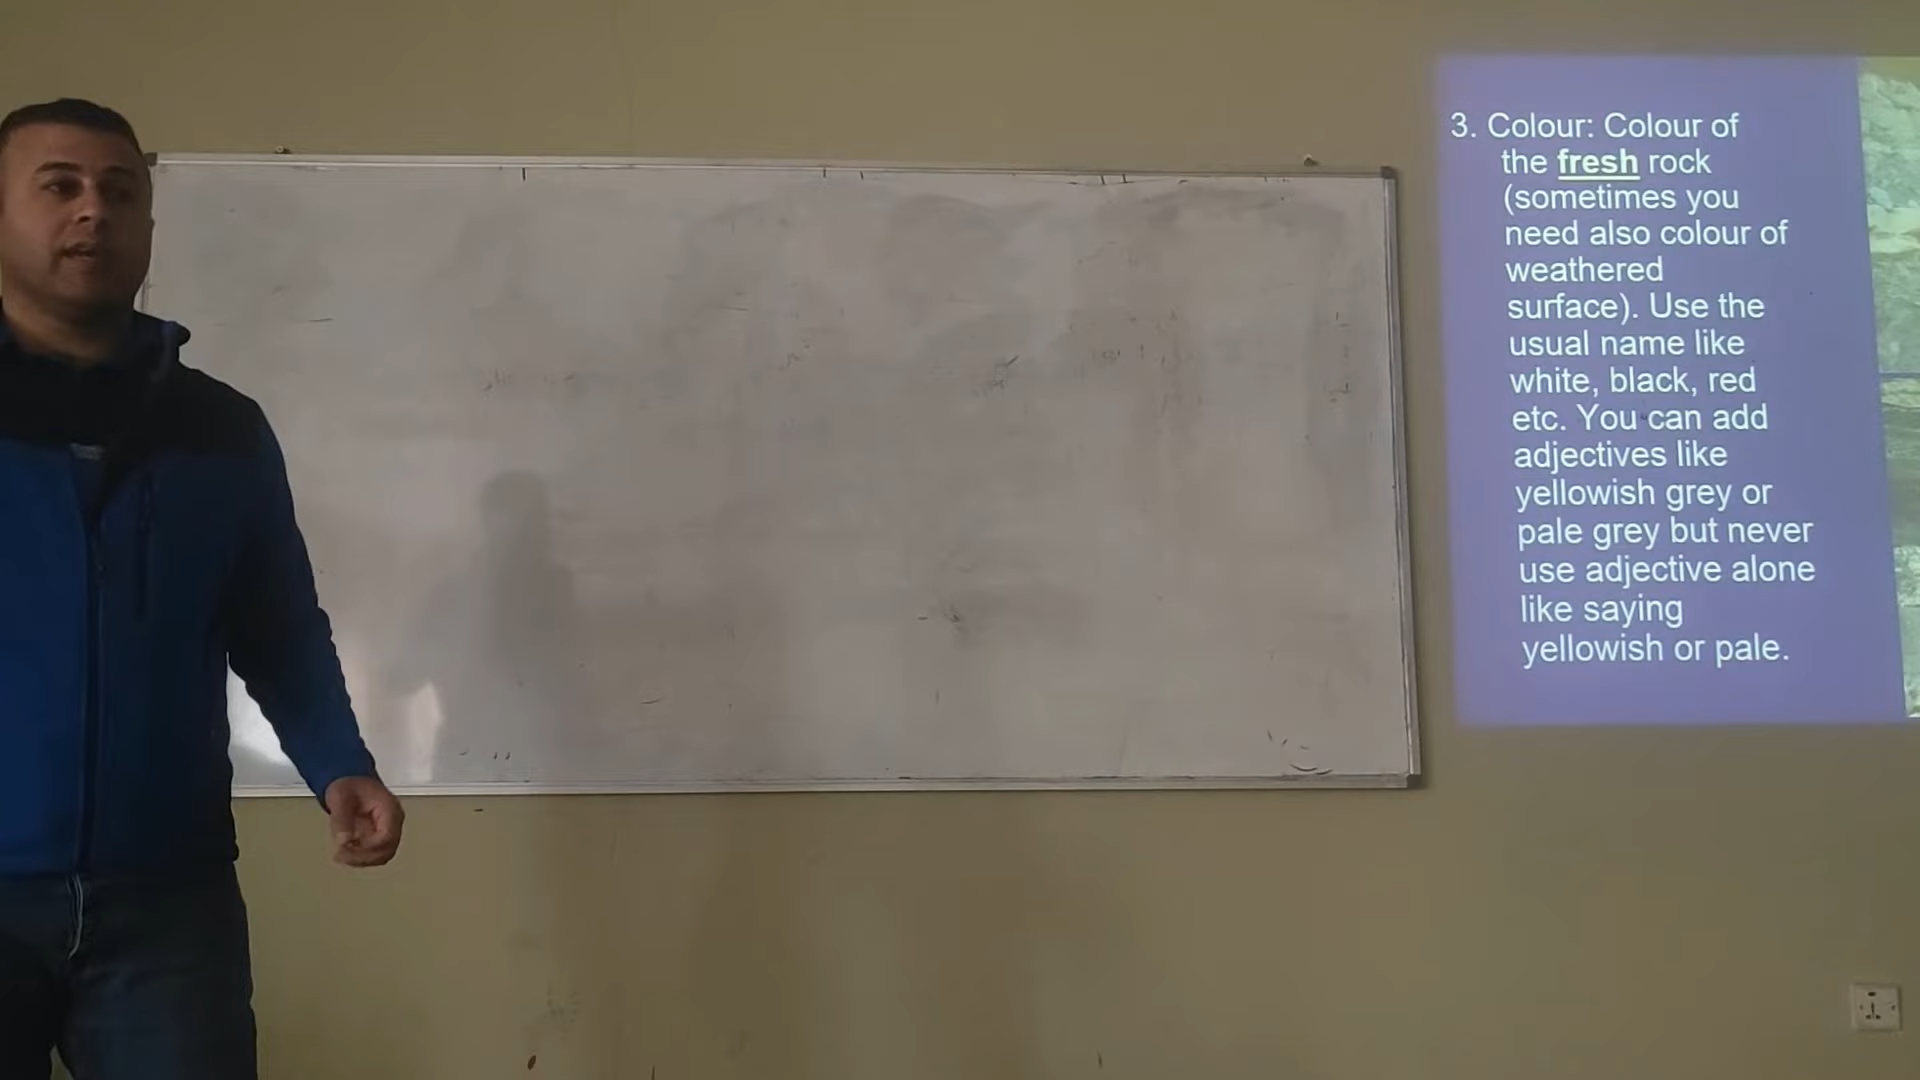 3. Colour: Colour of
the fresh rock
(sometimes you
need also colour of
weathered
surface). Use the
usual name like
white, black, red
etc. You can add
adjectives like
yellowish grey or
pale grey but never
use adjective alone
like saying
yellowish or pale.